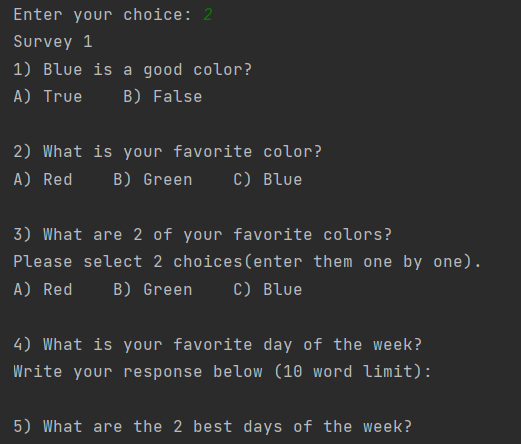 Enter your choice: 2
Survey 1
1) Blue is a good color?
A) True    B) False
2) What is your favorite color?
A) Red    B) Green    C) Blue
3) What are 2 of your favorite colors?
Please select 2 choices(enter them one by one).
A) Red    B) Green    C) Blue
4) What is your favorite day of the week?
Write your response below (10 word limit):
5) What are the 2 best days of the week?